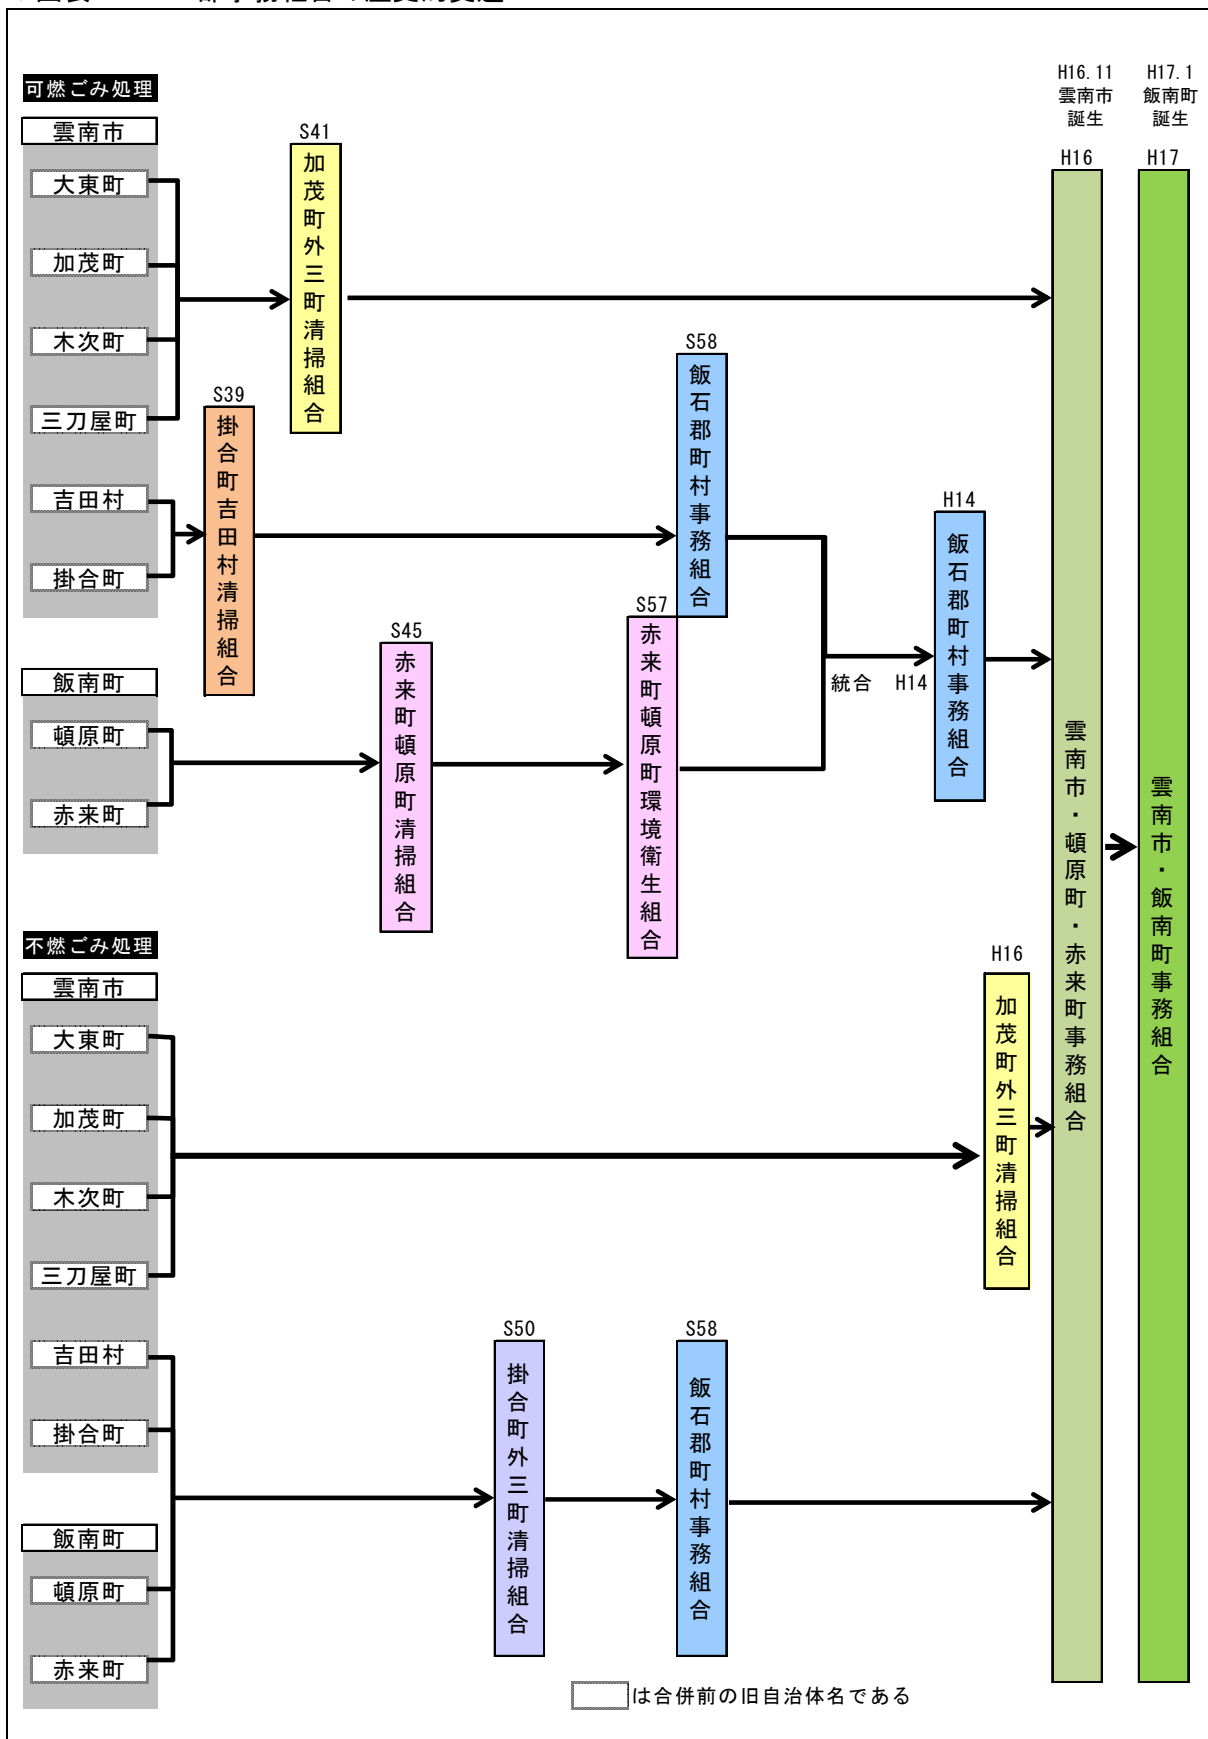 可燃ごみ処理
雲南市
大東町
加茂町
木次町
三刀屋町
吉田村
掛合町
飯南町
頓原町
赤来町
S39
掛合町吉田村清掃組合
S41
加茂町外三町清掃組合
S45
赤来町頓原町清掃組合
S57
赤来町頓原町環境衛生組合
S58
飯石郡町村事務組合
統合 H14
H14
飯石郡町村事務組合
H16.11
雲南市
誕生
H16
雲南市・頓原町・赤来町事務組合
H17.1
飯南町
誕生
H17
雲南市・飯南町事務組合
不燃ごみ処理
雲南市
大東町
加茂町
木次町
三刀屋町
吉田村
掛合町
飯南町
頓原町
赤来町
S50
掛合町外三町清掃組合
S58
飯石郡町村事務組合
H16
加茂町外三町清掃組合
は合併前の旧自治体名である